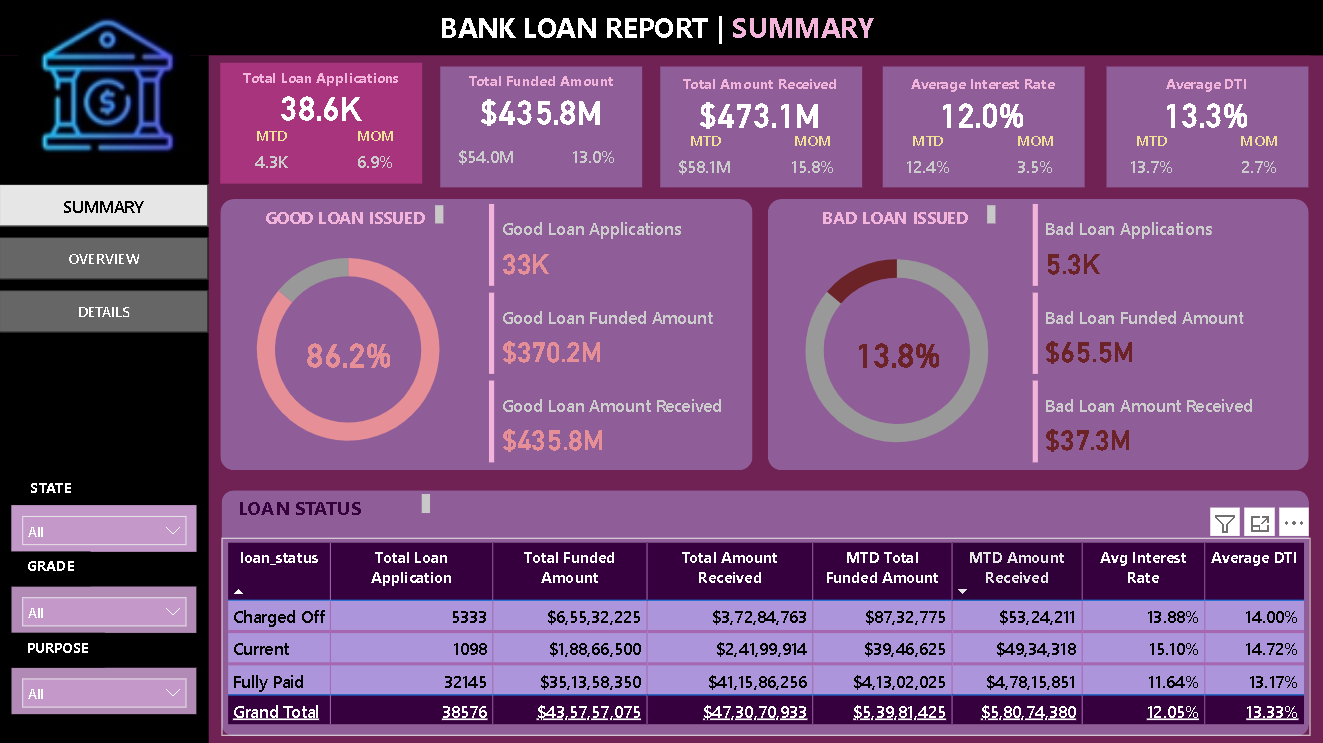 BANK LOAN REPORT | SUMMARY
$
Total Loan Applications
38.6K
MTD MOM
4.3K 6.9%
Total Funded Amount
$435.8M
$54.0M 13.0%
Total Amount Received
$473.1M
MTD MOM
$58.1M 15.8%
Average Interest Rate
12.0%
MTD MOM
12.4% 3.5%
Average DTI
13.3%
MTD MOM
13.7% 2.7%
SUMMARY
OVERVIEW
DETAILS
GOOD LOAN ISSUED
86.2%
Good Loan Applications
33K
Good Loan Funded Amount
$370.2M
Good Loan Amount Received
$435.8M
BAD LOAN ISSUED
13.8%
Bad Loan Applications
5.3K
Bad Loan Funded Amount
$65.5M
Bad Loan Amount Received
$37.3M
STATE
All
GRADE
All
PURPOSE
All
LOAN STATUS
loan_status Total Loan Application Total Funded Amount Total Amount Received MTD Total Funded Amount MTD Amount Received Avg Interest Rate Average DTI
Charged Off 5333 $6,55,32,225 $3,72,84,763 $87,32,775 $53,24,211 13.88% 14.00%
Current 1098 $1,88,66,500 $2,41,99,914 $39,46,625 $49,34,318 15.10% 14.72%
Fully Paid 32145 $35,13,58,350 $41,15,86,256 $4,13,02,025 $4,78,15,851 11.64% 13.17%
Grand Total 38576 $43,57,57,075 $47,30,70,933 $5,39,81,425 $5,80,74,380 12.05% 13.33%